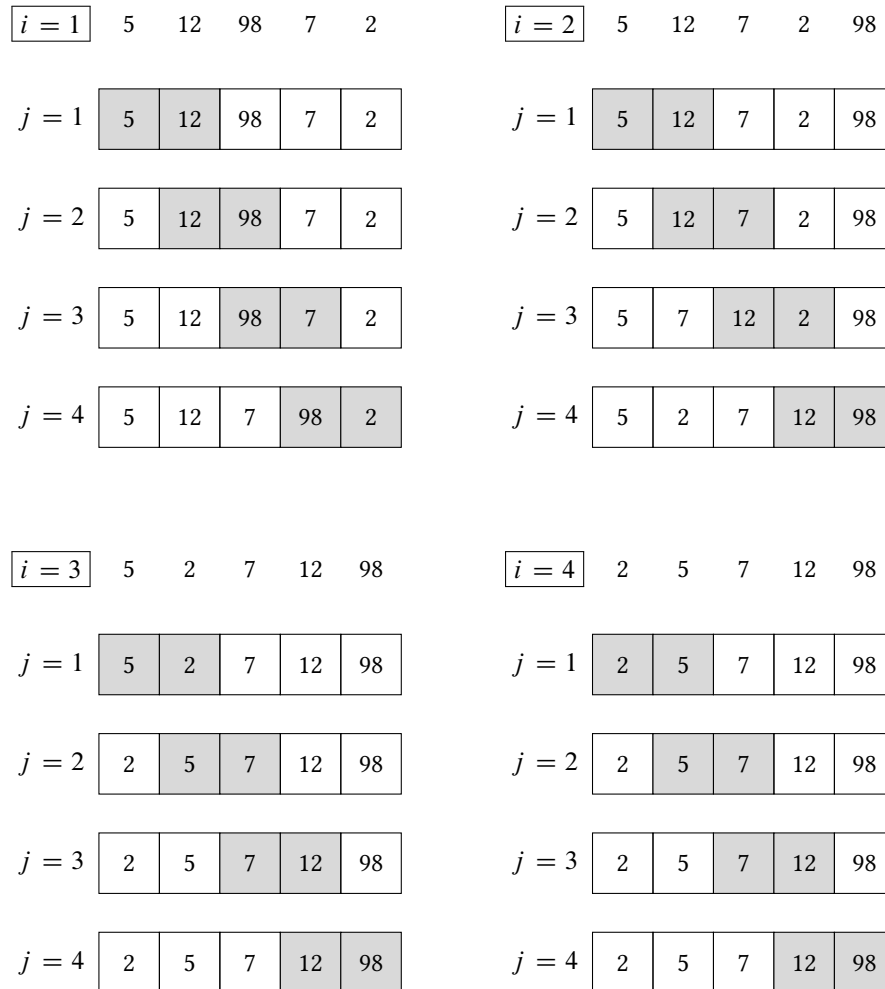 i = 1 5 12 98 7 2
j = 1 5 12 98 7 2
j = 2 5 12 98 7 2
j = 3 5 12 98 7 2
j = 4 5 12 7 98 2
i = 2 5 12 7 2 98
j = 1 5 12 7 2 98
j = 2 5 12 7 2 98
j = 3 5 7 12 2 98
j = 4 5 2 7 12 98
i = 3 5 2 7 12 98
j = 1 5 2 7 12 98
j = 2 2 5 7 12 98
j = 3 2 5 7 12 98
j = 4 2 5 7 12 98
i = 4 2 5 7 12 98
j = 1 2 5 7 12 98
j = 2 2 5 7 12 98
j = 3 2 5 7 12 98
j = 4 2 5 7 12 98